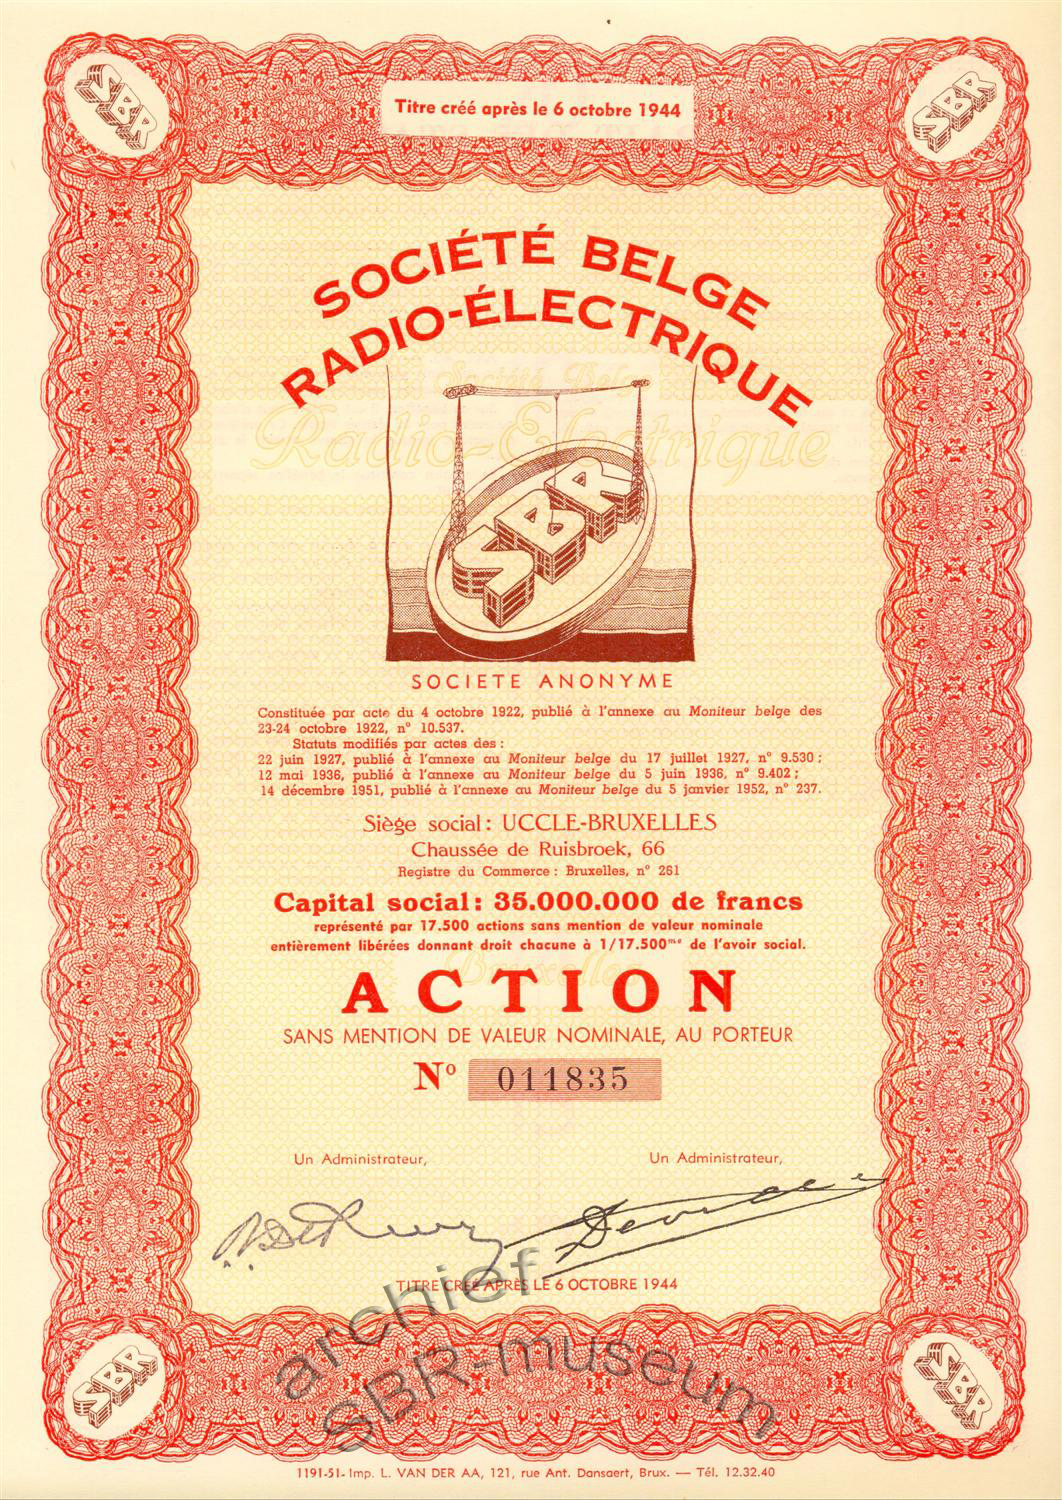 SBR
SBR
Titre créé après le 6 octobre 1944
SOCIÉTÉ BELGE
RADIO-ÉLECTRIQUE
Société Belge
Radio-Electrique
SBR
SOCIETE ANONYME
Constituée par acte du 4 octobre 1922, publié à l'annexe au Moniteur belge des
23-24 octobre 1922, n° 10.537.
Statuts modifiés par actes des :
22 juin 1927, publié à l'annexe au Moniteur belge du 17 juillet 1927, n° 9.530 ;
12 mai 1936, publié à l'annexe au Moniteur belge du 5 juin 1936, n° 9.402 ;
14 décembre 1951, publié à l'annexe au Moniteur belge du 5 janvier 1952, n° 237.
Siège social : UCCLE-BRUXELLES
Chaussée de Ruisbroek, 66
Registre du Commerce : Bruxelles, n° 261
Capital social : 35.000.000 de francs
représenté par 17.500 actions sans mention de valeur nominale
entièrement libérées donnant droit chacune à 1/17.500me de l'avoir social.
Bruxelles
ACTION
SANS MENTION DE VALEUR NOMINALE, AU PORTEUR
N° 011835
Un Administrateur, Un Administrateur,
TITRE CRÉÉ APRÈS LE 6 OCTOBRE 1944
archief
SBR-museum
SBR
SBR
1191-51- Imp. L. VAN DER AA, 121, rue Ant. Dansaert, Brux. — Tél. 12.32.40